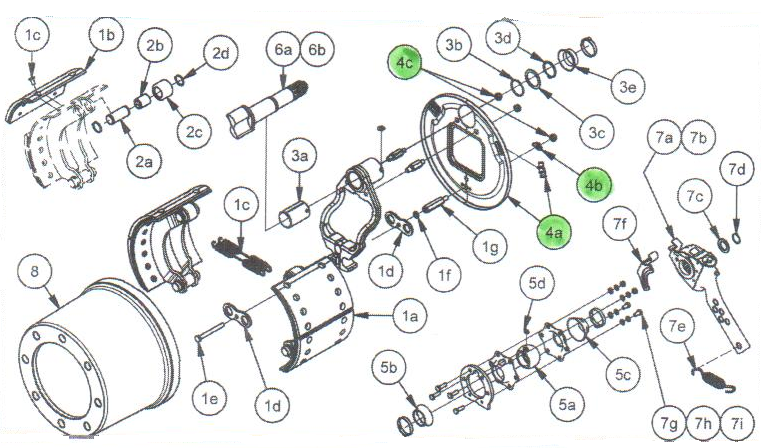 1c 1b
2b 2d
6a 6b
3b 3d
4c
3e
2c
3c
2a
7a 7b
3a
4b
7c 7d
1c
4a
7f
1g
8
1d 1f
5d
1a
7e
5b
5c
1e 1d
5a
7g 7h 7i